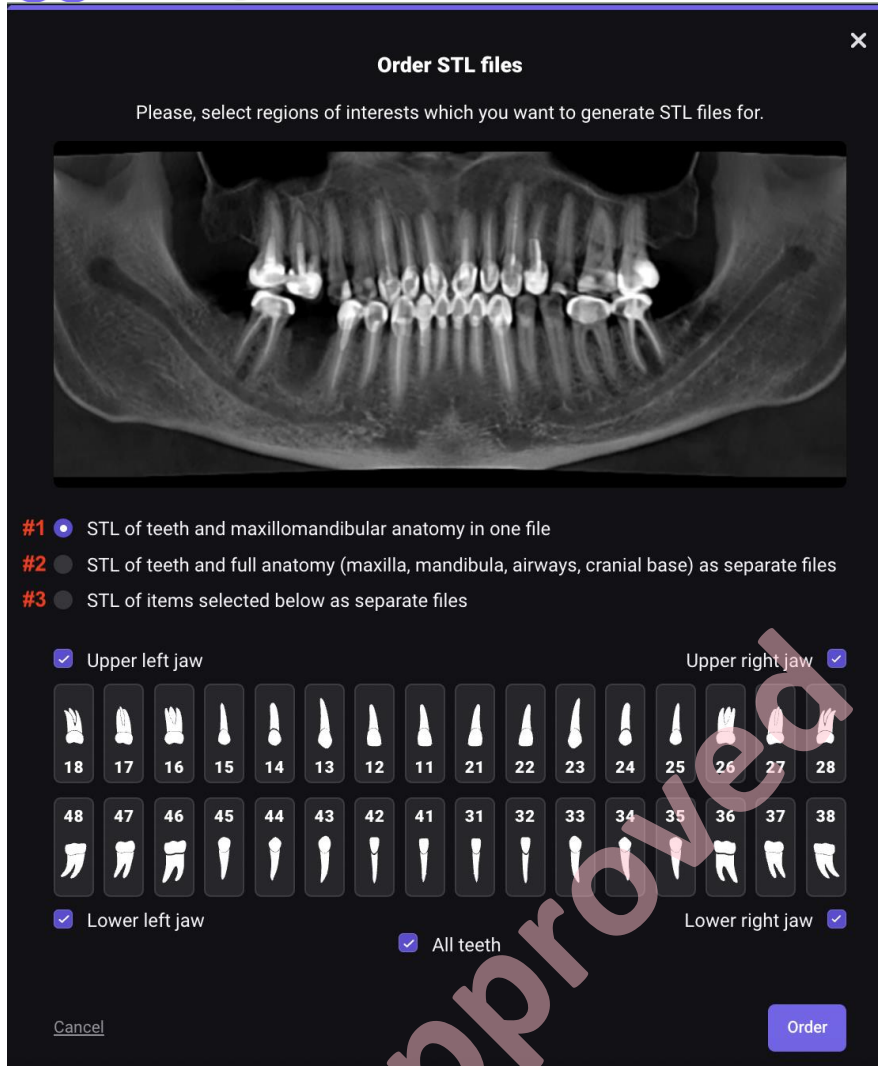 Order STL files
Please, select regions of interests which you want to generate STL files for.
#1 STL of teeth and maxillomandibular anatomy in one file
#2 STL of teeth and full anatomy (maxilla, mandibula, airways, cranial base) as separate files
#3 STL of items selected below as separate files
Upper left jaw Upper right jaw
18 17 16 15 14 13 12 11 21 22 23 24 25 26 27 28
48 47 46 45 44 43 42 41 31 32 33 34 35 36 37 38
Lower left jaw Lower right jaw
All teeth
Cancel Order
pproved